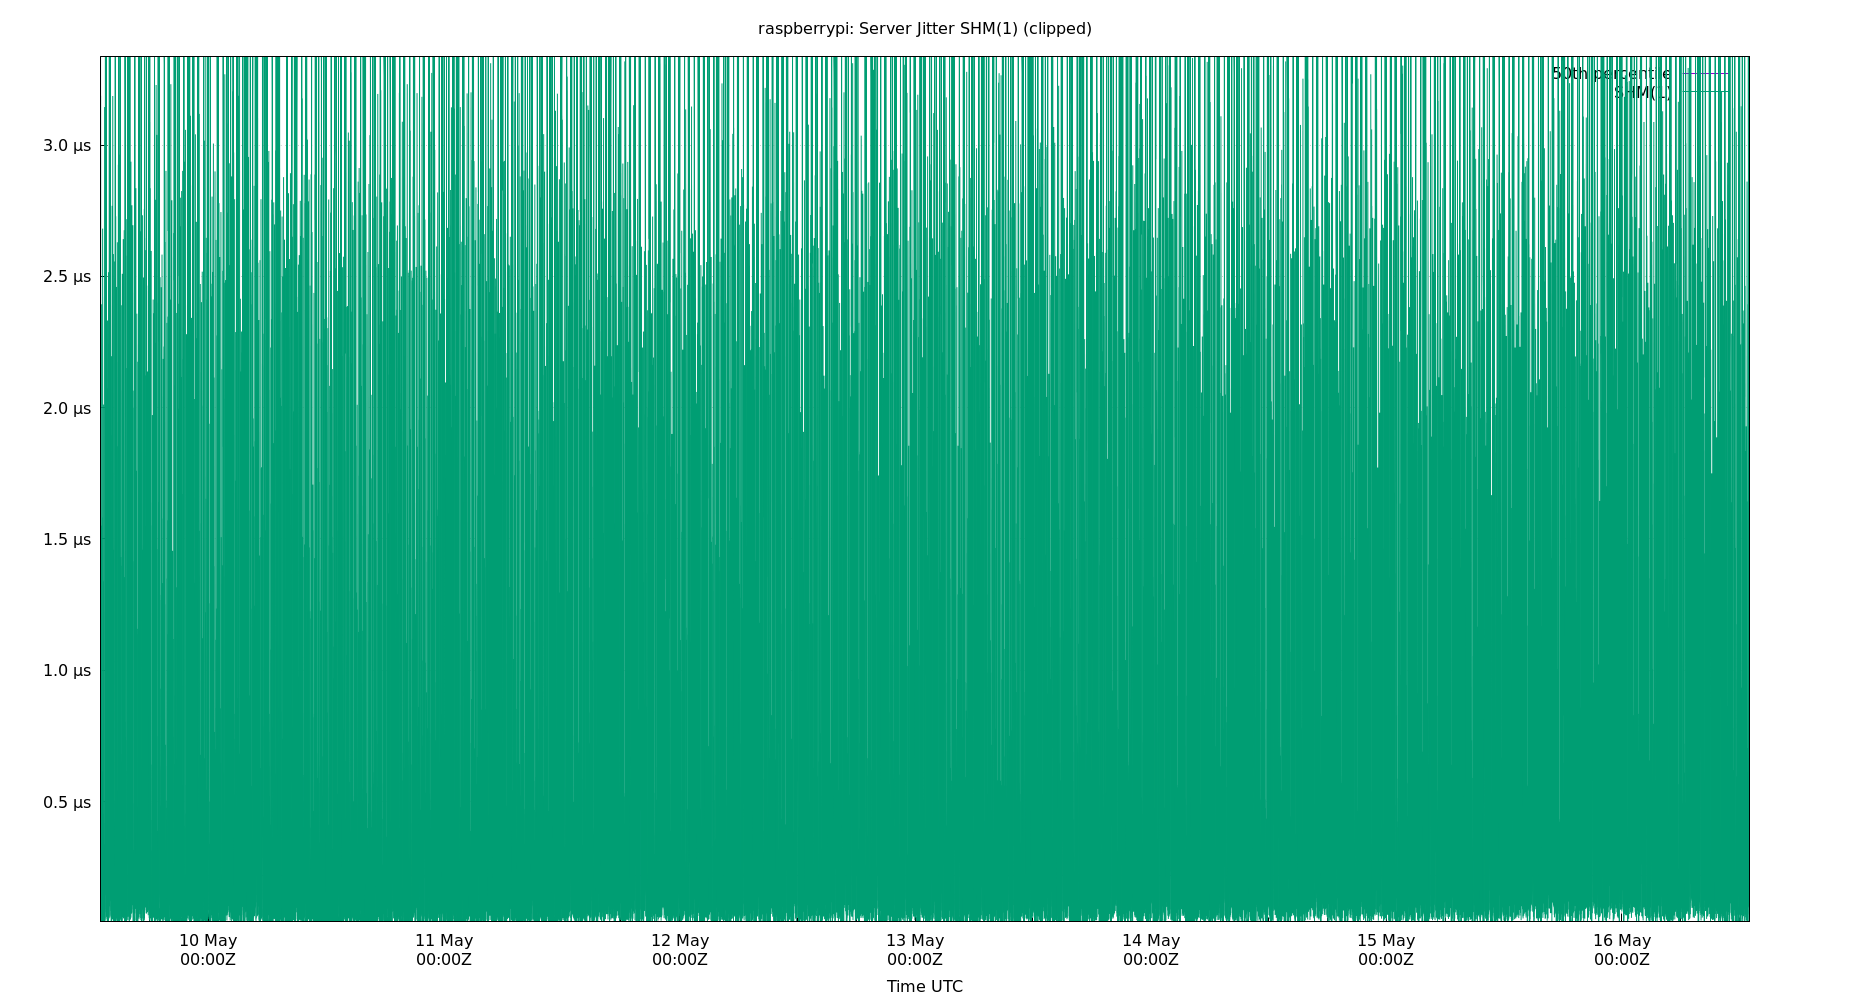 raspberrypi: Server Jitter SHM(1) (clipped)
50th percentile
SHM(1)
3.0 µs
2.5 µs
2.0 µs
1.5 µs
1.0 µs
0.5 µs
10 May 11 May 12 May 13 May 14 May 15 May 16 May
00:00Z 00:00Z 00:00Z 00:00Z 00:00Z 00:00Z 00:00Z
Time UTC